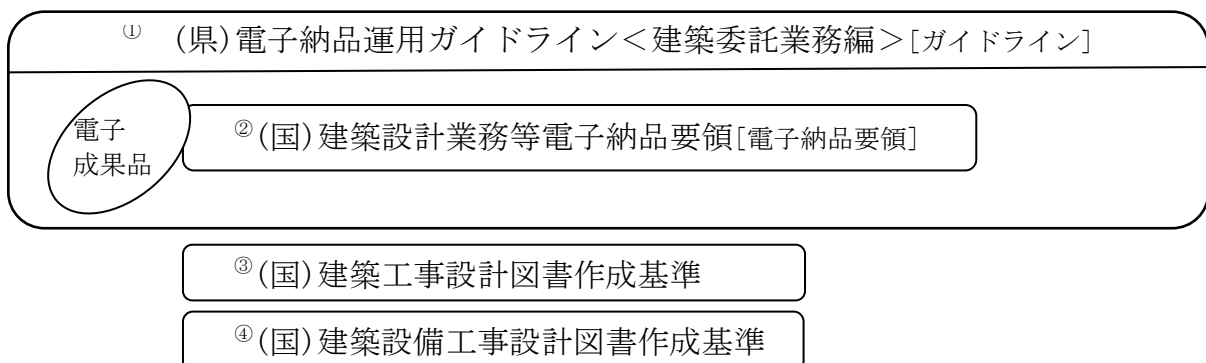 ① (県)電子納品運用ガイドライン＜建築委託業務編＞[ガイドライン]
電子
成果品
②(国)建築設計業務等電子納品要領[電子納品要領]
③(国)建築工事設計図書作成基準
④(国)建築設備工事設計図書作成基準